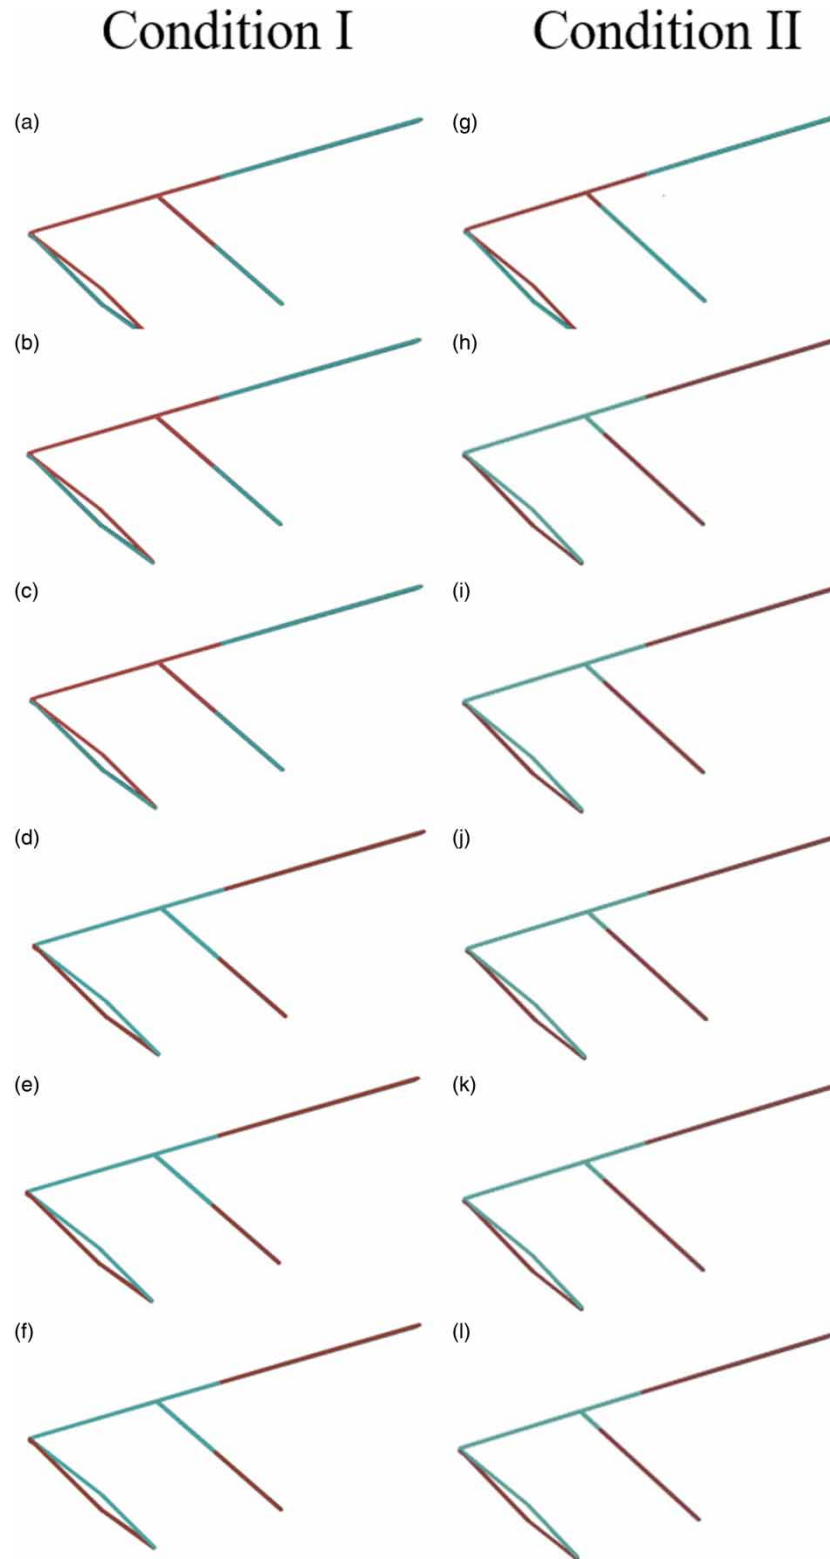 Condition I Condition II
(a) (g)
(b) (h)
(c) (i)
(d) (j)
(e) (k)
(f) (l)